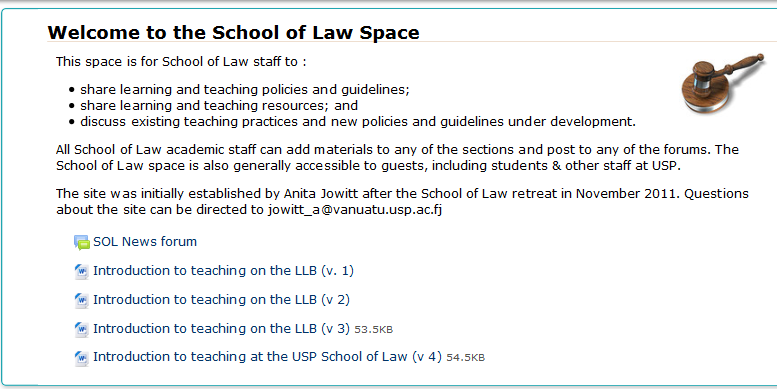 Welcome to the School of Law Space
This space is for School of Law staff to :
• share learning and teaching policies and guidelines;
• share learning and teaching resources; and
• discuss existing teaching practices and new policies and guidelines under development.
All School of Law academic staff can add materials to any of the sections and post to any of the forums. The
School of Law space is also generally accessible to guests, including students & other staff at USP.
The site was initially established by Anita Jowitt after the School of Law retreat in November 2011. Questions
about the site can be directed to jowitt_a@vanuatu.usp.ac.fj
SOL News forum
Introduction to teaching on the LLB (v. 1)
Introduction to teaching on the LLB (v 2)
Introduction to teaching on the LLB (v 3) 53.5KB
Introduction to teaching at the USP School of Law (v 4) 54.5KB